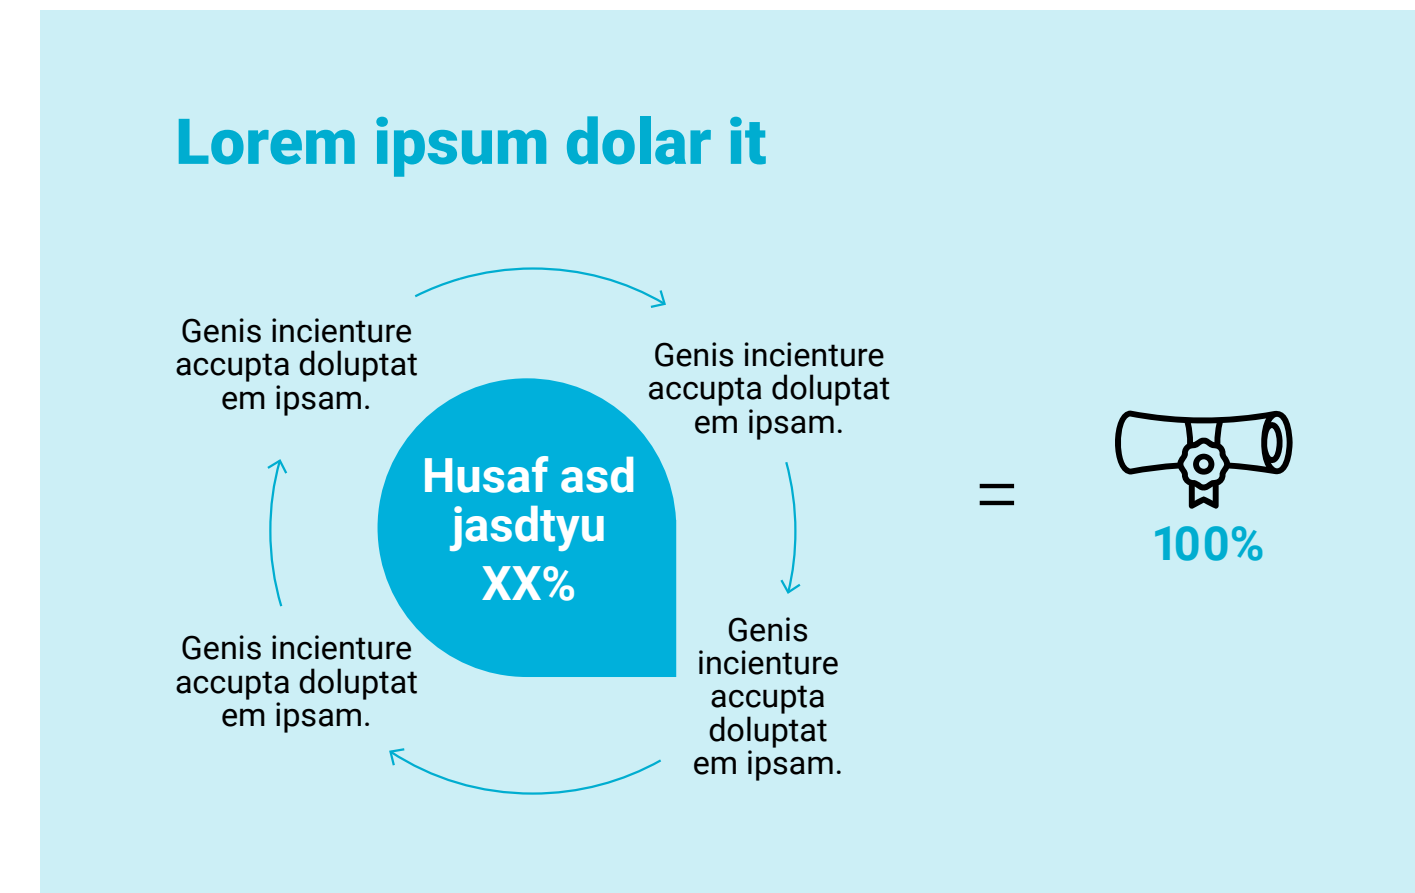 Lorem ipsum dolar it
Genis incienture
accupta doluptat
em ipsam.
Genis incienture
accupta doluptat
em ipsam.
Husaf asd
jasdtyu
XX%
=
100%
Genis incienture
accupta doluptat
em ipsam.
Genis
incienture
accupta
doluptat
em ipsam.